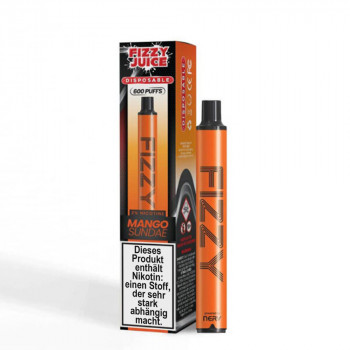 FIZZY
JUICE
DISPOSABLE
600 PUFFS
MANGO
SUNDAE
Dieses
Produkt
enthält
Nikotin:
einen Stoff,
der sehr
stark
abhängig
macht.
FIZZY